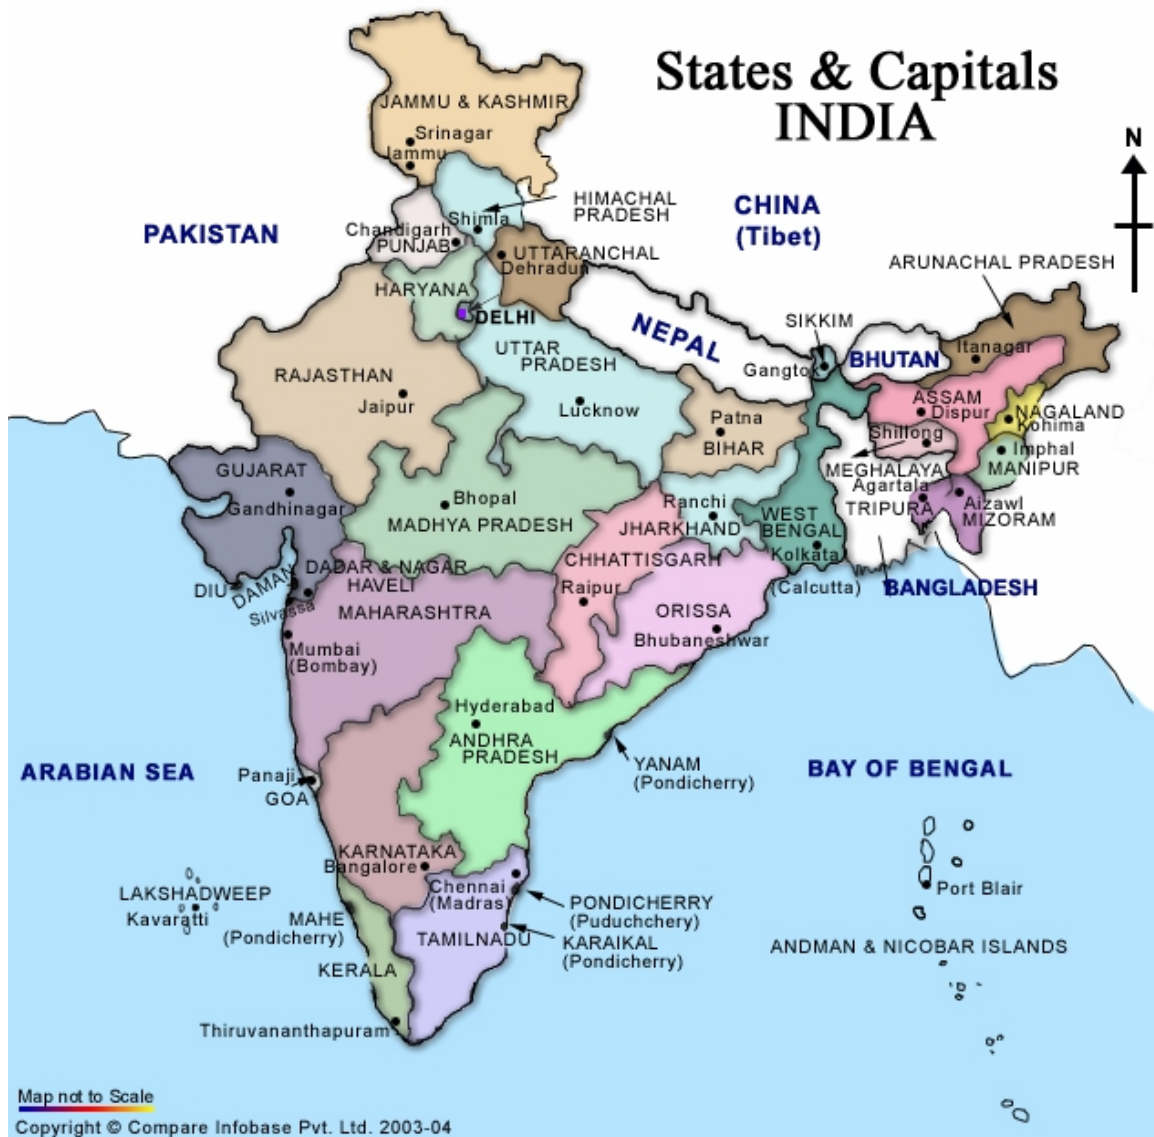 States & Capitals
INDIA
N
JAMMU & KASHMIR
Srinagar
Jammu
HIMACHAL
PRADESH
PAKISTAN
CHINA
(Tibet)
Chandigarh
Shimla
PUNJAB
UTTARANCHAL
Dehradun
ARUNACHAL PRADESH
HARYANA
DELHI
NEPAL
SIKKIM
Gangtok
BHUTAN
Itanagar
UTTAR
PRADESH
RAJASTHAN
Jaipur
Lucknow
Patna
BIHAR
ASSAM
Dispur
NAGALAND
Kohima
Shillong
Imphal
MANIPUR
MEGHALAYA
Agartala
TRIPURA
Aizawl
MIZORAM
GUJARAT
Gandhinagar
Bhopal
MADHYA PRADESH
Ranchi
JHARKHAND
WEST
BENGAL
Kolkata
(Calcutta)
BANGLADESH
CHHATTISGARH
Raipur
DIU
DAMAN
DADAR & NAGAR
HAVELI
Silvassa
MAHARASHTRA
Mumbai
(Bombay)
ORISSA
Bhubaneshwar
Hyderabad
ANDHRA
PRADESH
YANAM
(Pondicherry)
ARABIAN SEA
BAY OF BENGAL
Panaji
GOA
KARNATAKA
Bangalore
Chennai
(Madras)
PONDICHERRY
(Puduchchery)
KARAIKAL
(Pondicherry)
LAKSHADWEEP
Kavaratti
MAHE
(Pondicherry)
TAMILNADU
KERALA
Thiruvananthapuram
Port Blair
ANDMAN & NICOBAR ISLANDS
Map not to Scale
Copyright © Compare Infobase Pvt. Ltd. 2003-04